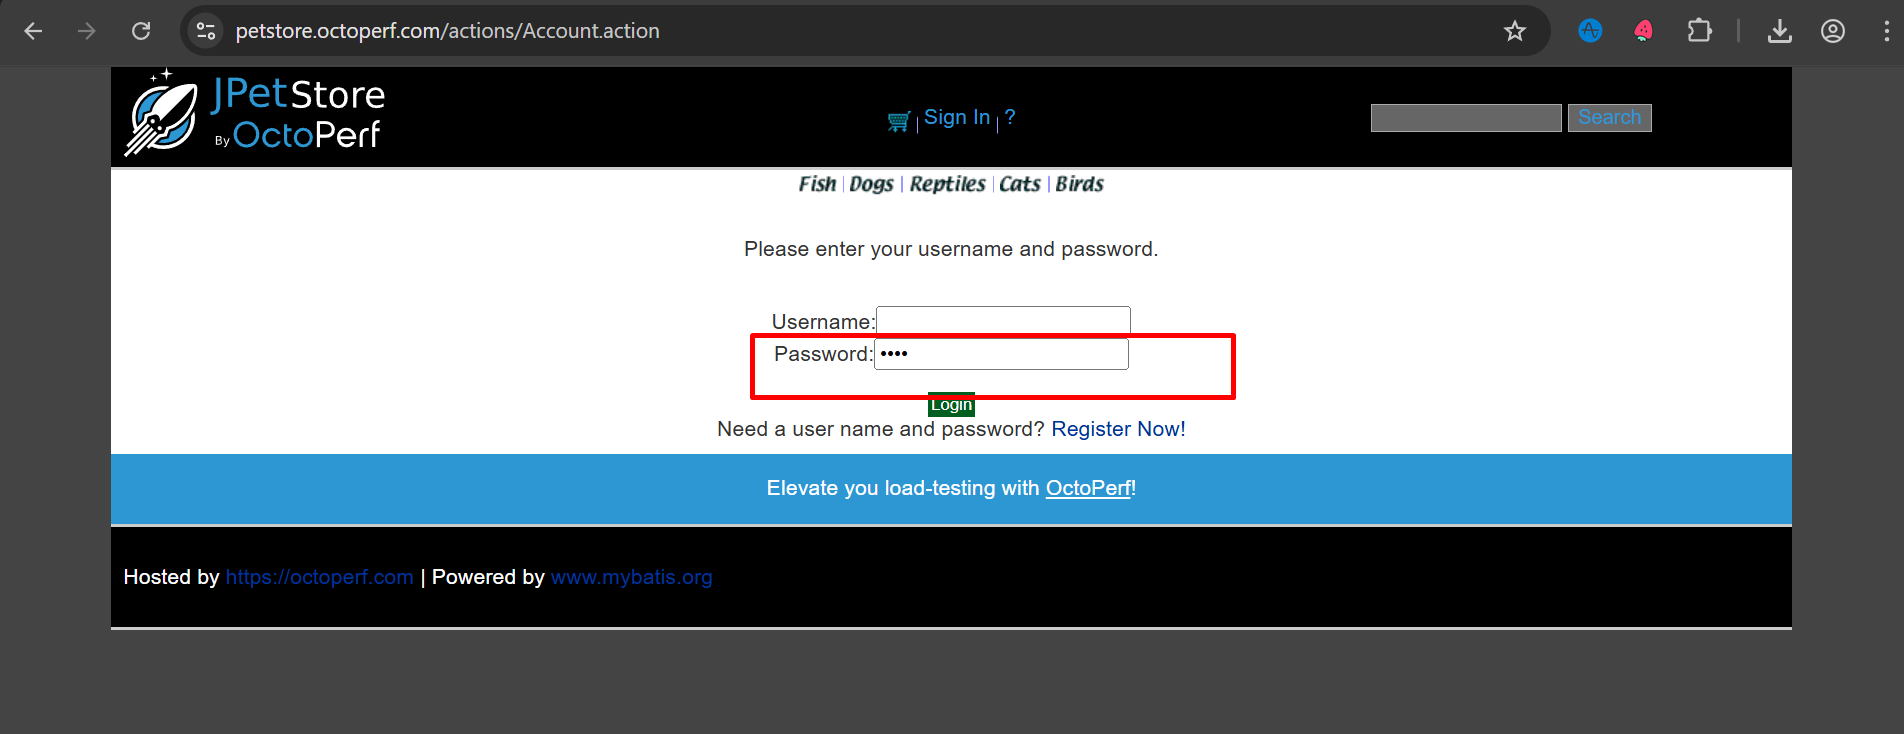 petstore.octoperf.com/actions/Account.action
JPetStore
By OctoPerf
Sign In | ?
Search
Fish | Dogs | Reptiles | Cats | Birds
Please enter your username and password.
Username:
Password: ••••
Login
Need a user name and password? Register Now!
Elevate you load-testing with OctoPerf!
Hosted by https://octoperf.com | Powered by www.mybatis.org